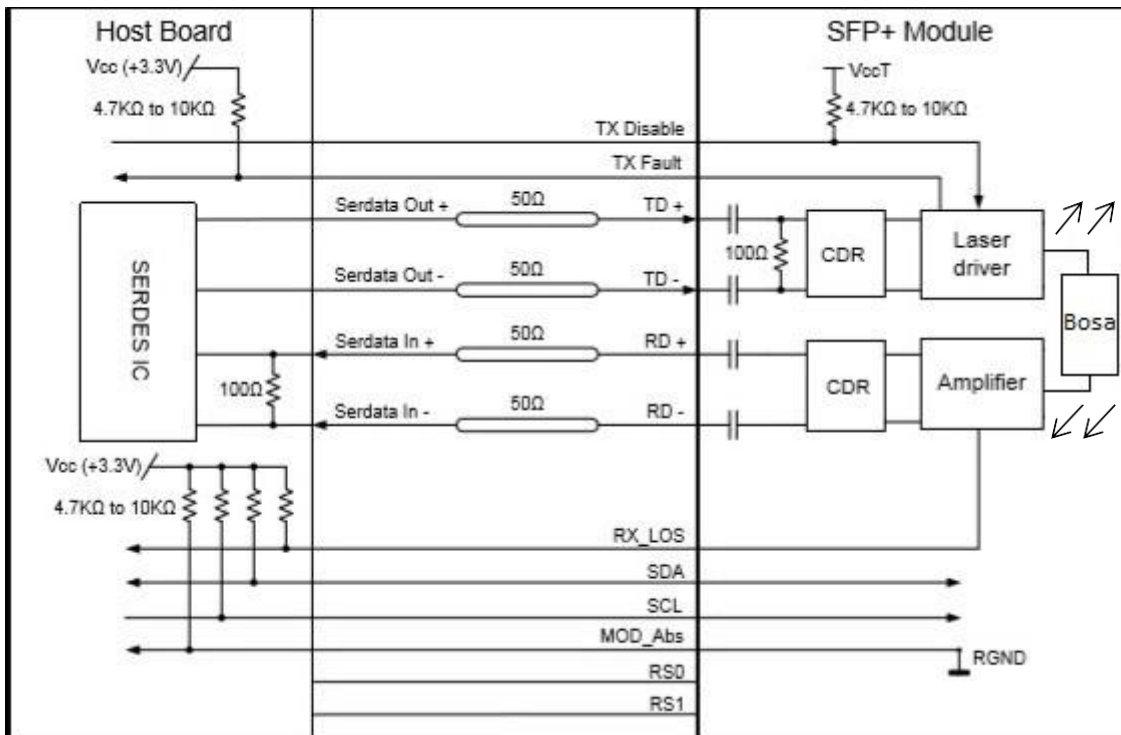 Host Board
SFP+ Module
Vcc (+3.3V)
VccT
4.7KΩ to 10KΩ
4.7KΩ to 10KΩ
TX Disable
TX Fault
Serdata Out +
50Ω
TD +
SERDES IC
100Ω
CDR
Laser
driver
Serdata Out -
50Ω
TD -
Bosa
Serdata In +
50Ω
RD +
100Ω
CDR
Amplifier
Serdata In -
50Ω
RD -
Vcc (+3.3V)
4.7KΩ to 10KΩ
RX_LOS
SDA
SCL
MOD_Abs
RGND
RS0
RS1